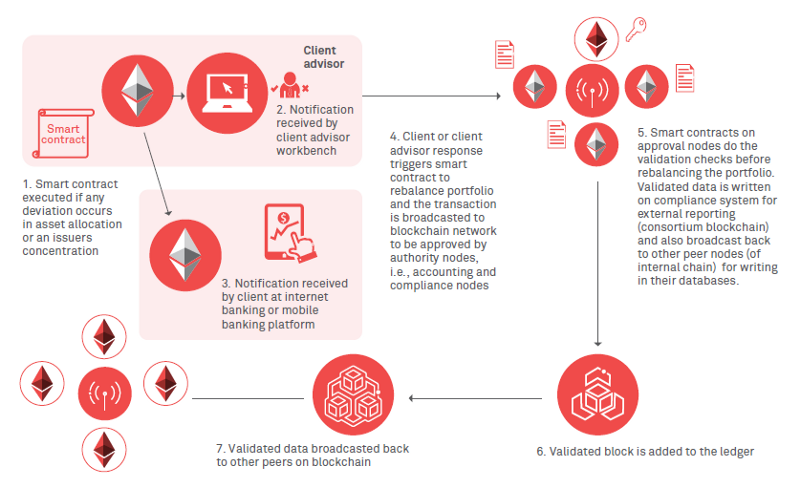 Client
advisor
Smart
contract
1. Smart contract
executed if any
deviation occurs
in asset allocation
or an issuers
concentration
2. Notification
received by
client advisor
workbench
3. Notification received
by client at internet
banking or mobile
banking platform
4. Client or client
advisor response
triggers smart
contract to
rebalance portfolio
and the transaction
is broadcasted to
blockchain network
to be approved by
authority nodes,
i.e., accounting and
compliance nodes
5. Smart contracts on
approval nodes do the
validation checks before
rebalancing the portfolio.
Validated data is written
on compliance system for
external reporting
(consortium blockchain)
and also broadcast back
to other peer nodes (of
internal chain) for writing
in their databases.
6. Validated block is added to the ledger
7. Validated data broadcasted back
to other peers on blockchain